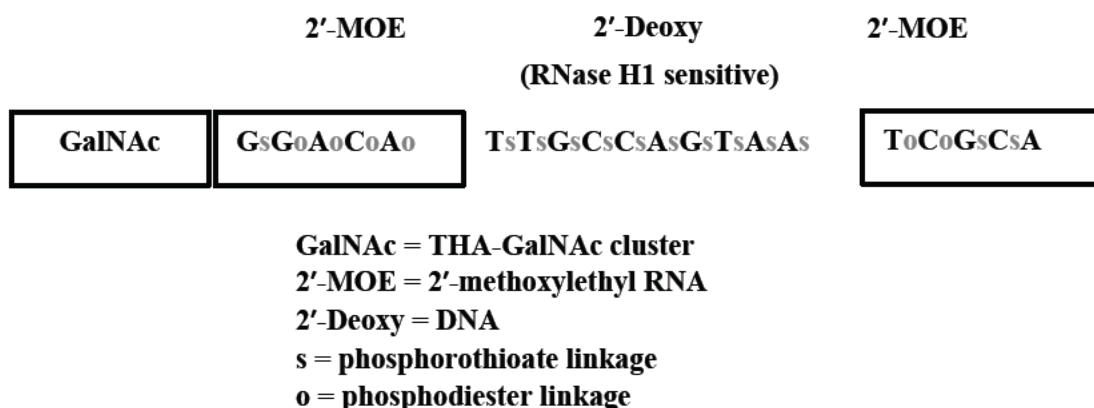 2′-MOE 2′-Deoxy 2′-MOE
(RNase H1 sensitive)
GalNAc GsGoAoCoAo TsTsGsCsCsAsGsTsAsAs ToCoGsCsA
GalNAc = THA-GalNAc cluster
2′-MOE = 2′-methoxylethyl RNA
2′-Deoxy = DNA
s = phosphorothioate linkage
o = phosphodiester linkage